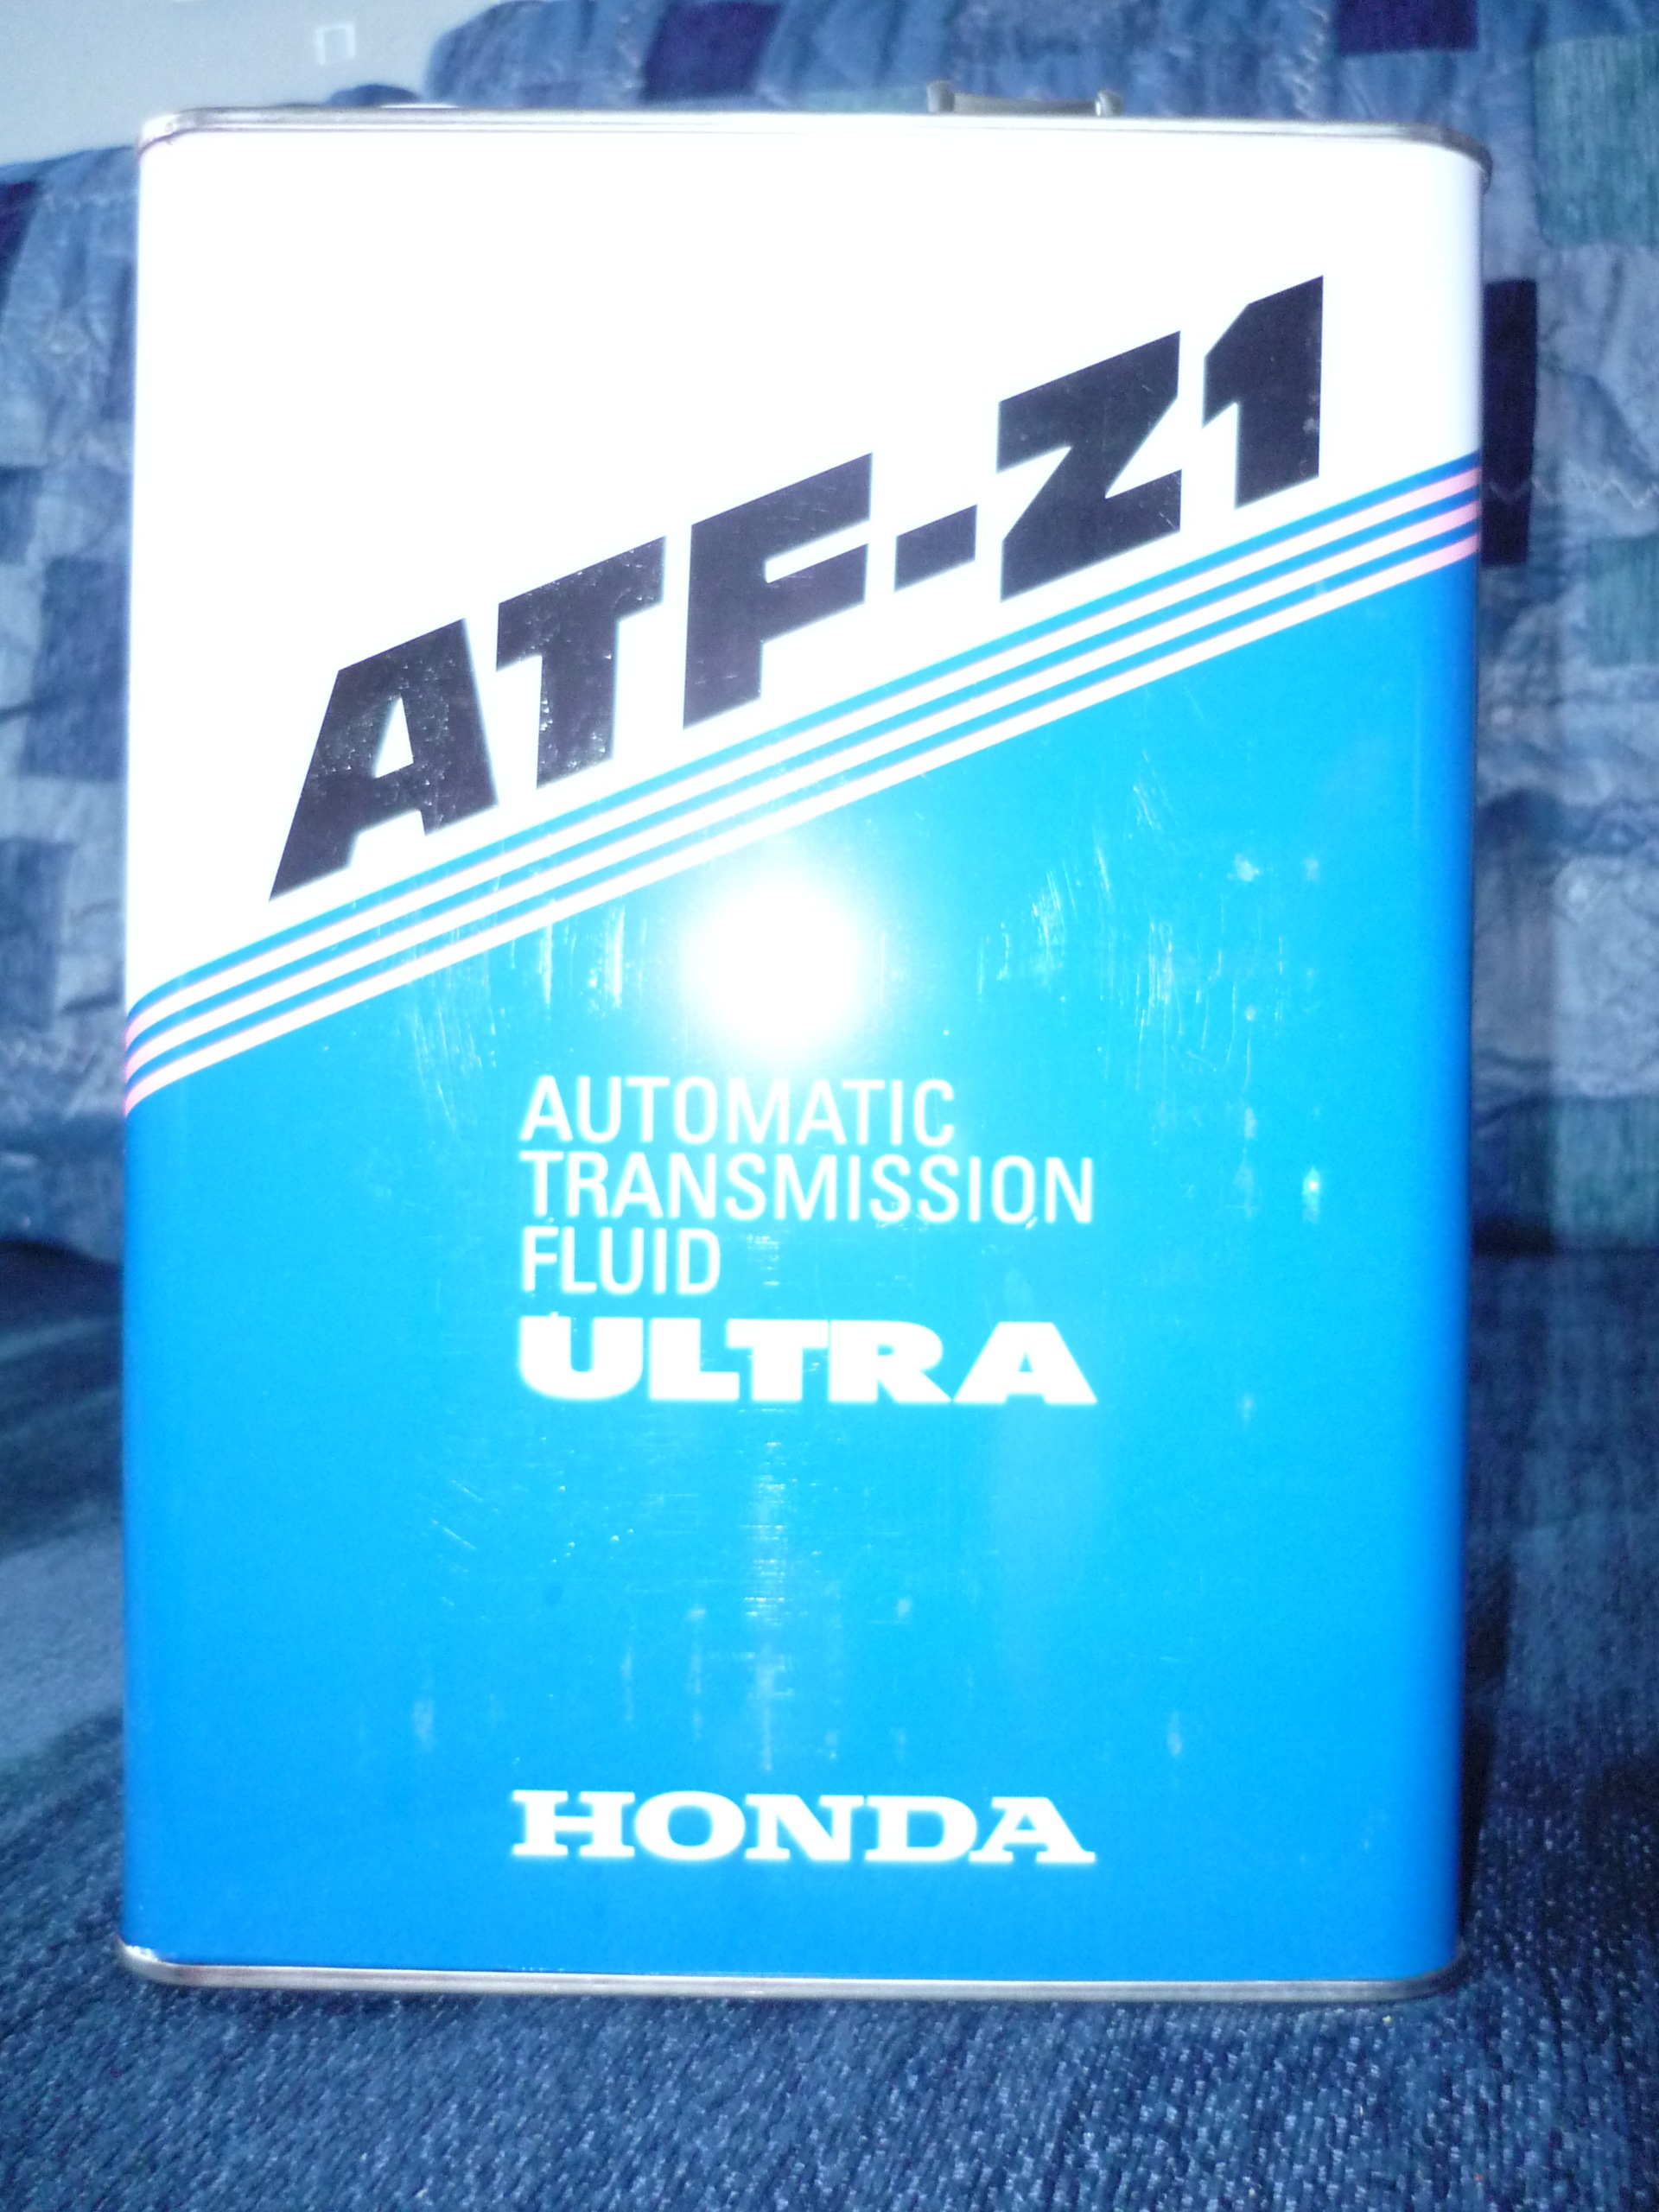 ATF-Z1
AUTOMATIC
TRANSMISSION
FLUID
ULTRA
HONDA